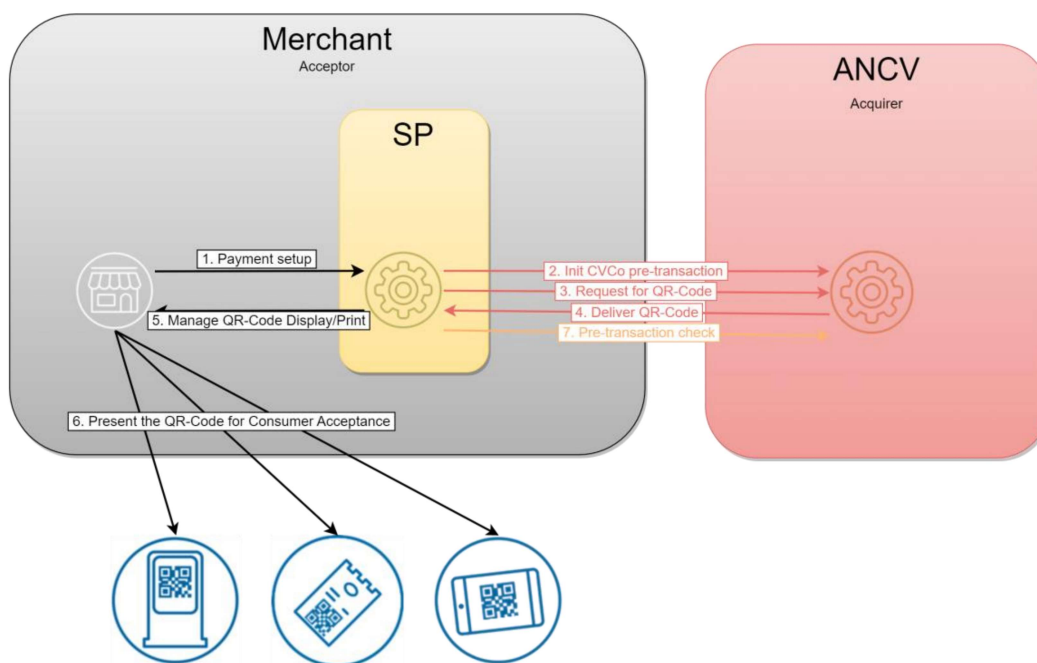 Merchant
Acceptor
ANCV
Acquirer
SP
1. Payment setup
2. Init CVCo pre-transaction
3. Request for QR-Code
4. Deliver QR-Code
5. Manage QR-Code Display/Print
7. Pre-transaction check
6. Present the QR-Code for Consumer Acceptance